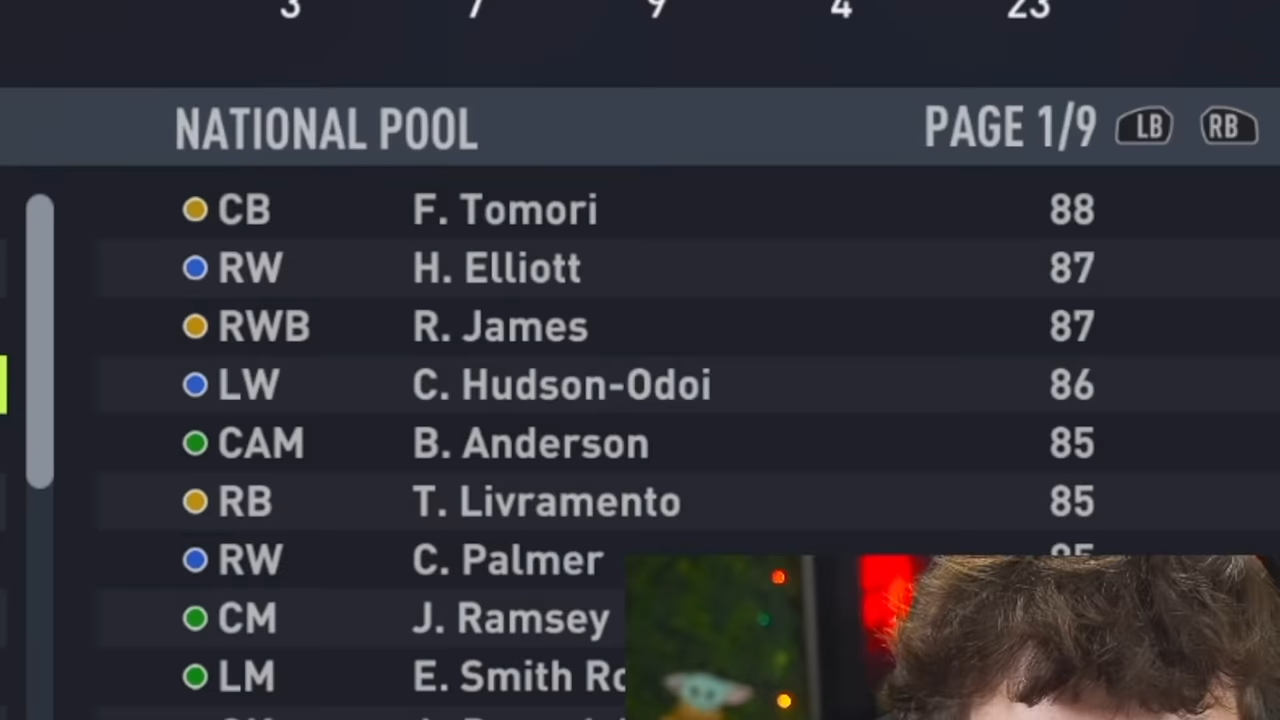 3 7 9 4 23
NATIONAL POOL PAGE 1/9 LB RB
CB F. Tomori 88
RW H. Elliott 87
RWB R. James 87
LW C. Hudson-Odoi 86
CAM B. Anderson 85
RB T. Livramento 85
RW C. Palmer
CM J. Ramsey
LM E. Smith